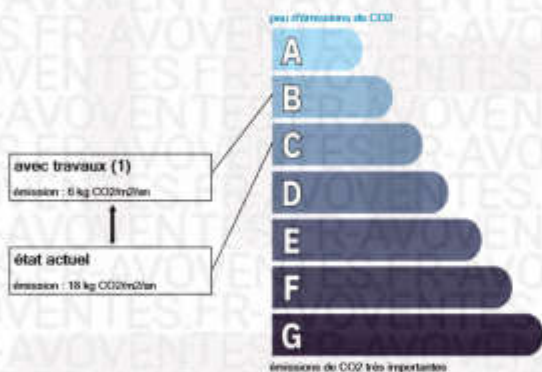 peu d'émissions de CO2
A
B
C
avec travaux (1)
émission : 6 kg CO2/m2/an
D
E
état actuel
émission : 18 kg CO2/m2/an
F
G
émissions de CO2 très importantes